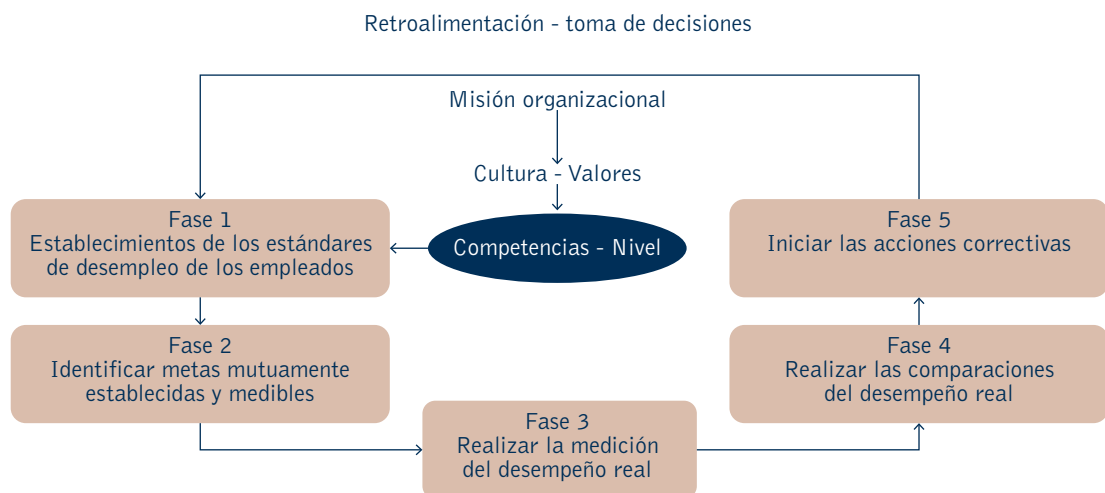 Retroalimentación - toma de decisiones
Misión organizacional
Cultura - Valores
Competencias - Nivel
Fase 1
Establecimientos de los estándares
de desempleo de los empleados
Fase 2
Identificar metas mutuamente
establecidas y medibles
Fase 3
Realizar la medición
del desempeño real
Fase 4
Realizar las comparaciones
del desempeño real
Fase 5
Iniciar las acciones correctivas